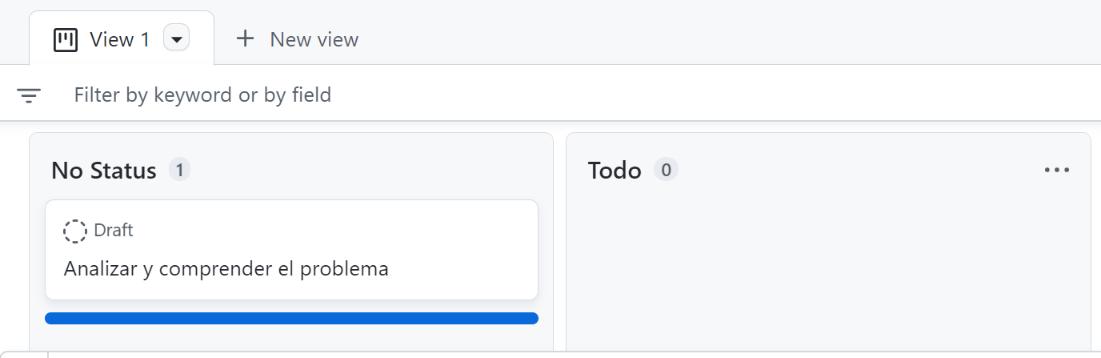 View 1
New view
Filter by keyword or by field
No Status 1
Draft
Analizar y comprender el problema
Todo 0